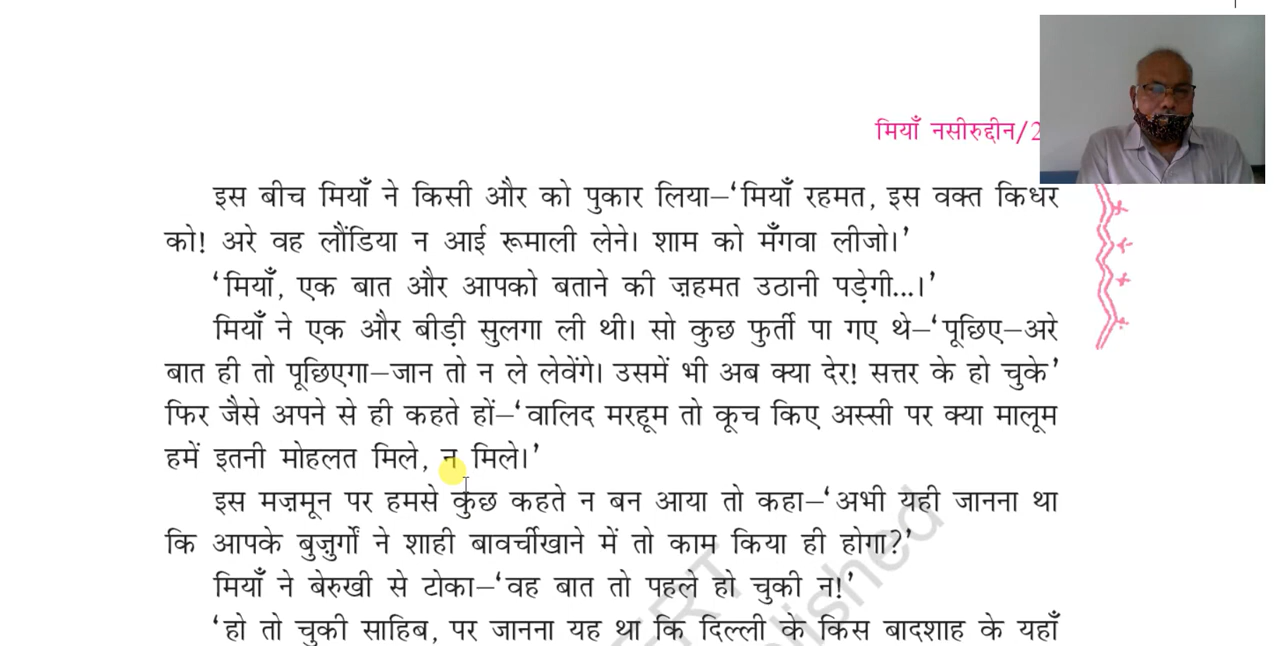 मियाँ नसीरुद्दीन/2
इस बीच मियाँ ने किसी और को पुकार लिया–‘मियाँ रहमत, इस वक्त किधर
को! अरे वह लौंडिया न आई रूमाली लेने। शाम को मँगवा लीजो।’
‘मियाँ, एक बात और आपको बताने की ज़हमत उठानी पड़ेगी...।’
मियाँ ने एक और बीड़ी सुलगा ली थी। सो कुछ फुर्ती पा गए थे–‘पूछिए–अरे
बात ही तो पूछिएगा–जान तो न ले लेवेंगे। उसमें भी अब क्या देर! सत्तर के हो चुके’
फिर जैसे अपने से ही कहते हों–‘वालिद मरहूम तो कूच किए अस्सी पर क्या मालूम
हमें इतनी मोहलत मिले, न मिले।’
इस मज़मून पर हमसे कुछ कहते न बन आया तो कहा–‘अभी यही जानना था
कि आपके बुज़ुर्गों ने शाही बावर्चीखाने में तो काम किया ही होगा?’
मियाँ ने बेरुखी से टोका–‘वह बात तो पहले हो चुकी न!’
‘हो तो चुकी साहिब, पर जानना यह था कि दिल्ली के किस बादशाह के यहाँ